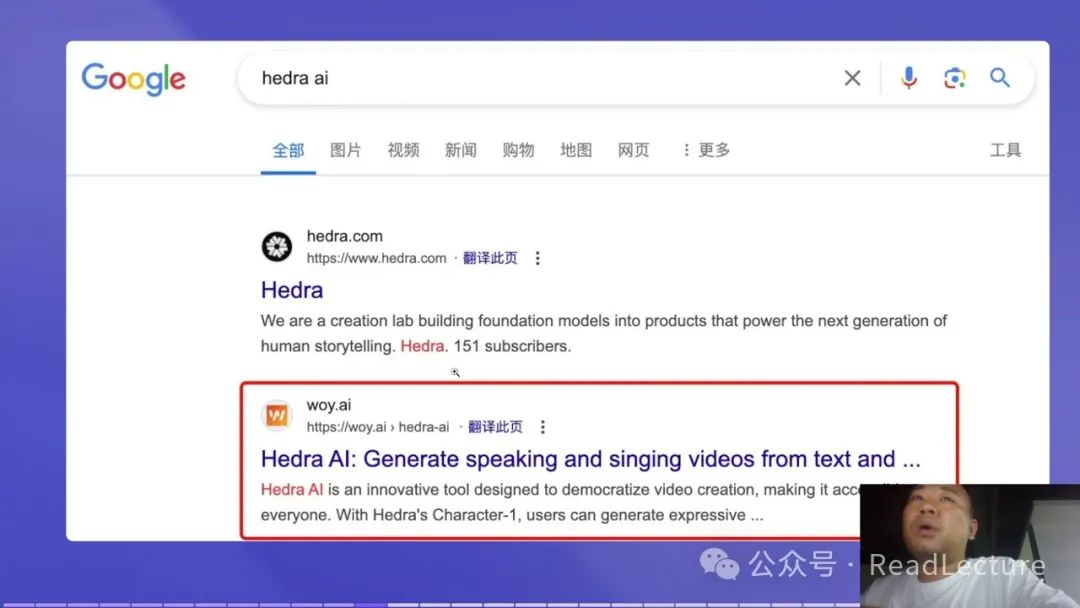 Google
hedra ai
全部 图片 视频 新闻 购物 地图 网页 更多 工具
hedra.com
https://www.hedra.com · 翻译此页
Hedra
We are a creation lab building foundation models into products that power the next generation of
human storytelling. Hedra. 151 subscribers.
woy.ai
https://woy.ai › hedra-ai · 翻译此页
Hedra AI: Generate speaking and singing videos from text and ...
Hedra AI is an innovative tool designed to democratize video creation, making it
everyone. With Hedra's Character-1, users can generate expressive ...
公众号 · ReadLecture